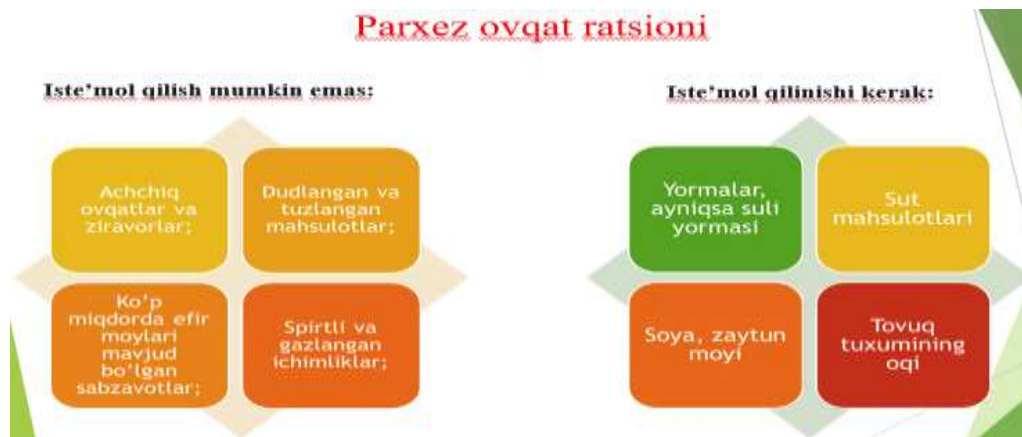 Parxez ovqat ratsioni
Iste’mol qilish mumkin emas:
Achchiq
ovqatlar va
ziravorlar;
Dudlangan va
tuzlangan
mahsulotlar;
Ko’p
miqdorda efir
moylari
mavjud
bo’lgan
sabzavotlar;
Spirtli va
gazlangan
ichimliklar;
Iste’mol qilinishi kerak:
Yormalar,
ayniqsa suli
yormasi
Sut
mahsulotlari
Soya, zaytun
moyi
Tovuq
tuxumining
oqi